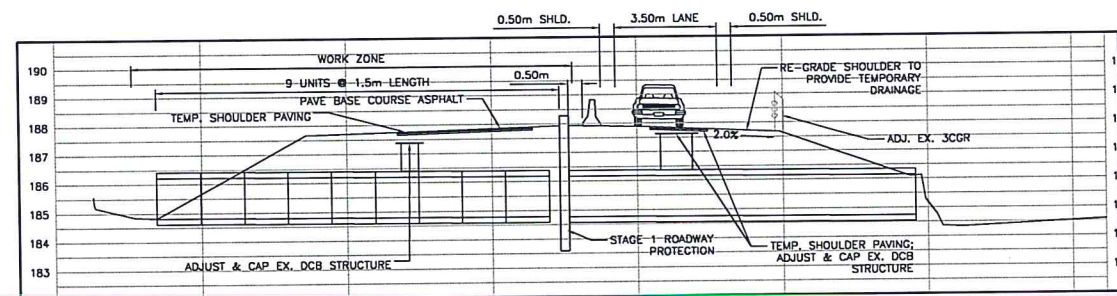 0.50m SHLD.
3.50m LANE
0.50m SHLD.
WORK ZONE
9 UNITS @ 1.5m LENGTH
0.50m
PAVE BASE COURSE ASPHALT
TEMP. SHOULDER PAVING
RE-GRADE SHOULDER TO
PROVIDE TEMPORARY
DRAINAGE
2.0%
ADJ. EX. 3CGR
190
189
188
187
186
185
184
183
STAGE 1 ROADWAY
PROTECTION
ADJUST & CAP EX. DCB STRUCTURE
TEMP. SHOULDER PAVING;
ADJUST & CAP EX. DCB
STRUCTURE